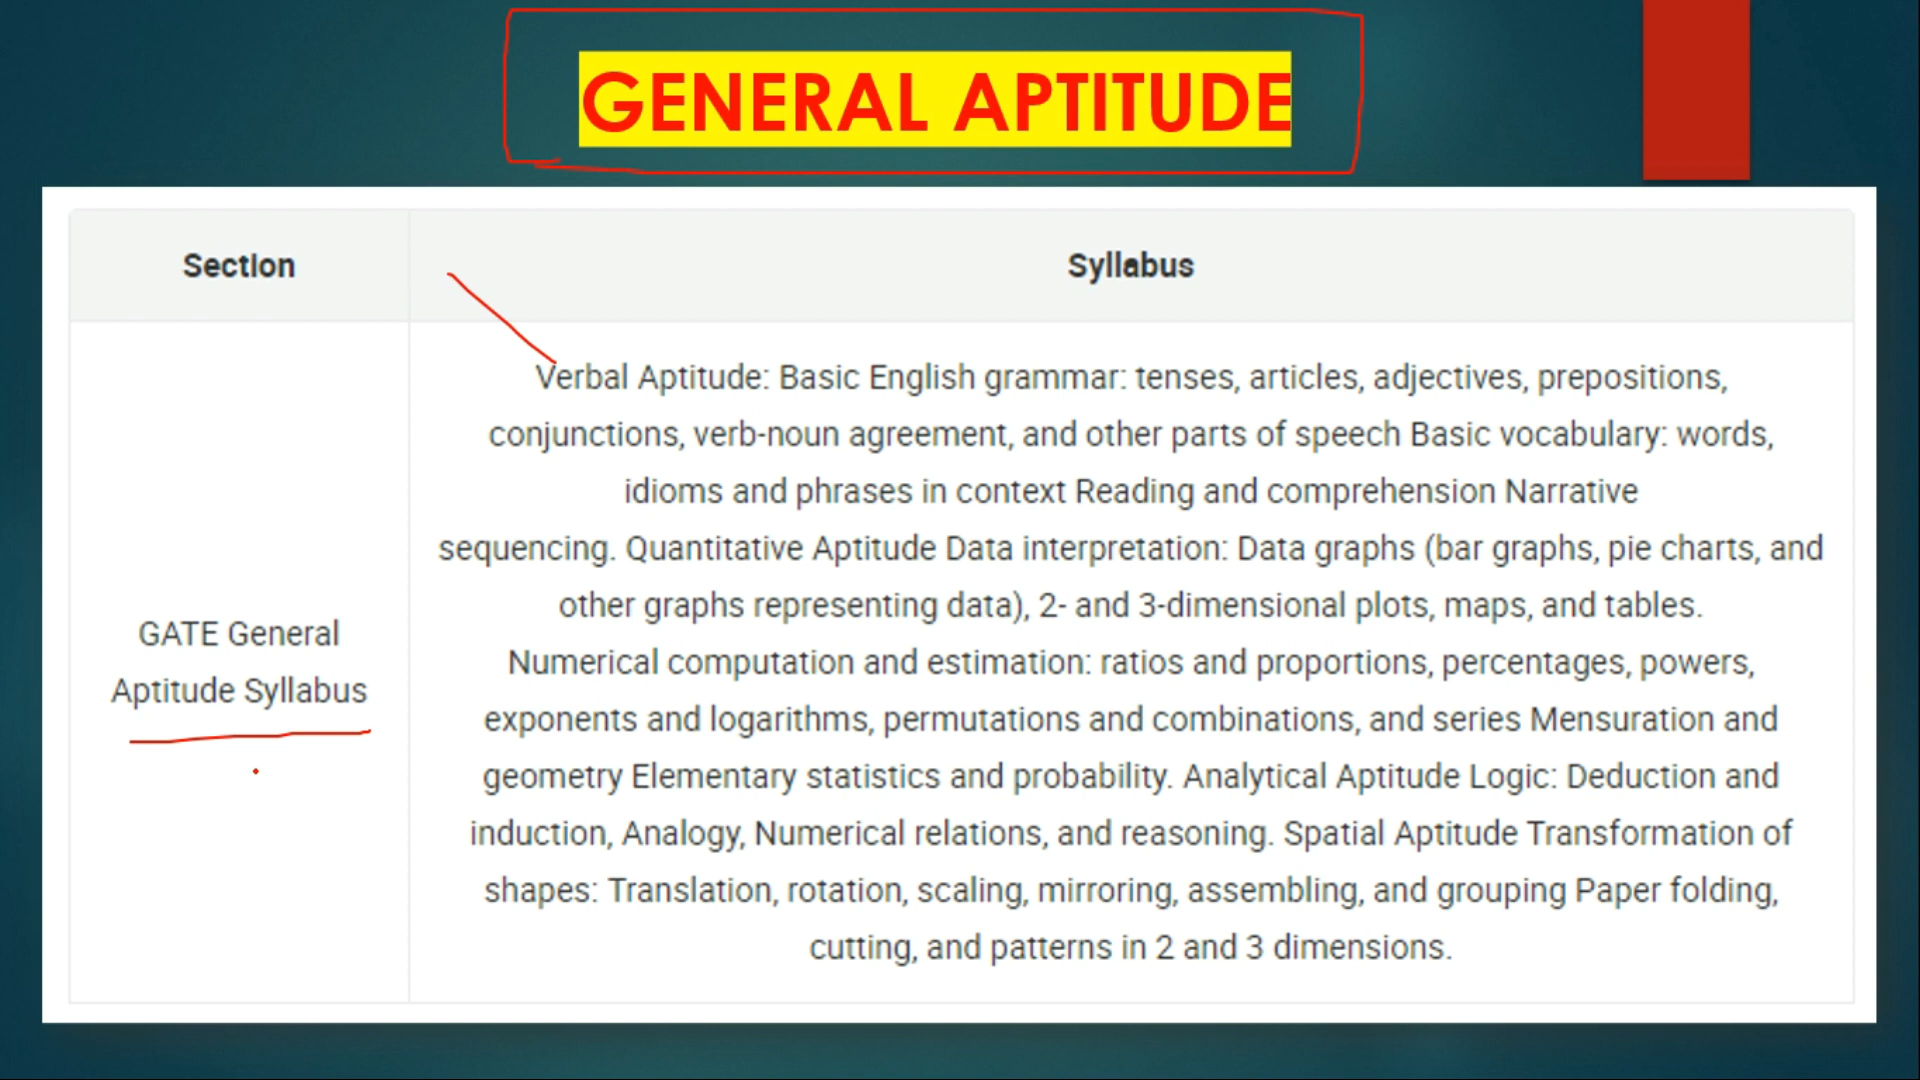 GENERAL APTITUDE
Section
Syllabus
GATE General
Aptitude Syllabus
Verbal Aptitude: Basic English grammar: tenses, articles, adjectives, prepositions,
conjunctions, verb-noun agreement, and other parts of speech Basic vocabulary: words,
idioms and phrases in context Reading and comprehension Narrative
sequencing. Quantitative Aptitude Data interpretation: Data graphs (bar graphs, pie charts, and
other graphs representing data), 2- and 3-dimensional plots, maps, and tables.
Numerical computation and estimation: ratios and proportions, percentages, powers,
exponents and logarithms, permutations and combinations, and series Mensuration and
geometry Elementary statistics and probability. Analytical Aptitude Logic: Deduction and
induction, Analogy, Numerical relations, and reasoning. Spatial Aptitude Transformation of
shapes: Translation, rotation, scaling, mirroring, assembling, and grouping Paper folding,
cutting, and patterns in 2 and 3 dimensions.